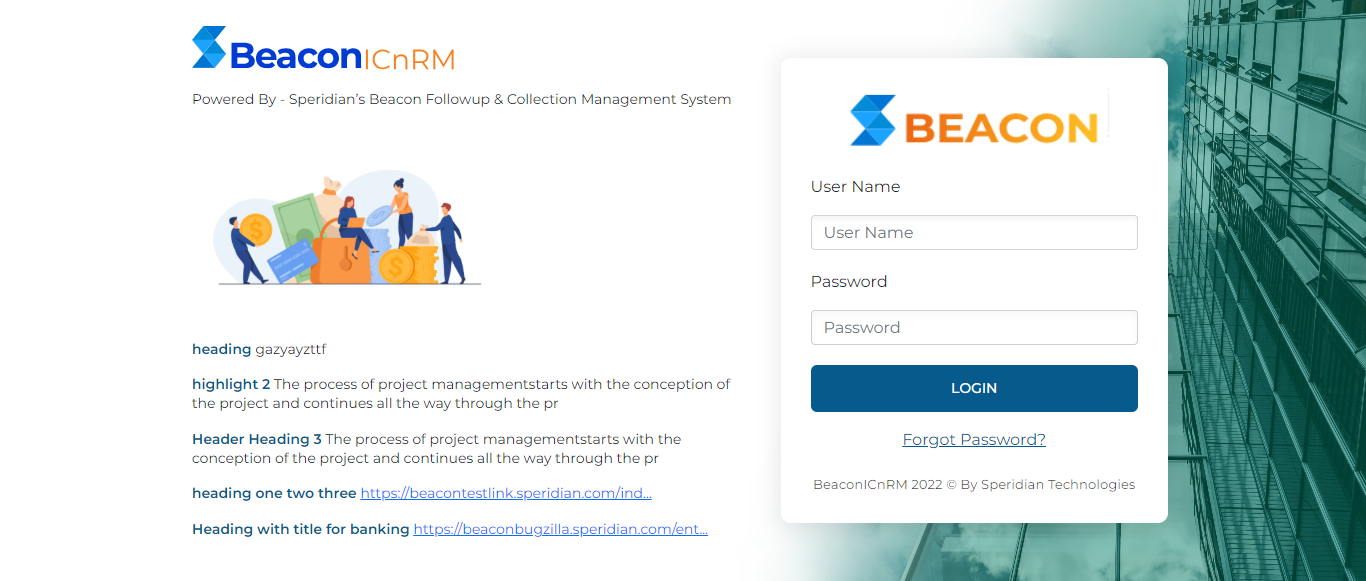 BeaconICnRM
Powered By - Speridian’s Beacon Followup & Collection Management System
heading gazyayzttf
highlight 2 The process of project managementstarts with the conception of
the project and continues all the way through the pr
Header Heading 3 The process of project managementstarts with the
conception of the project and continues all the way through the pr
heading one two three https://beacontestlink.speridian.com/ind...
Heading with title for banking https://beaconbugzilla.speridian.com/ent...
BEACON
User Name
User Name
Password
Password
LOGIN
Forgot Password?
BeaconICnRM 2022 © By Speridian Technologies